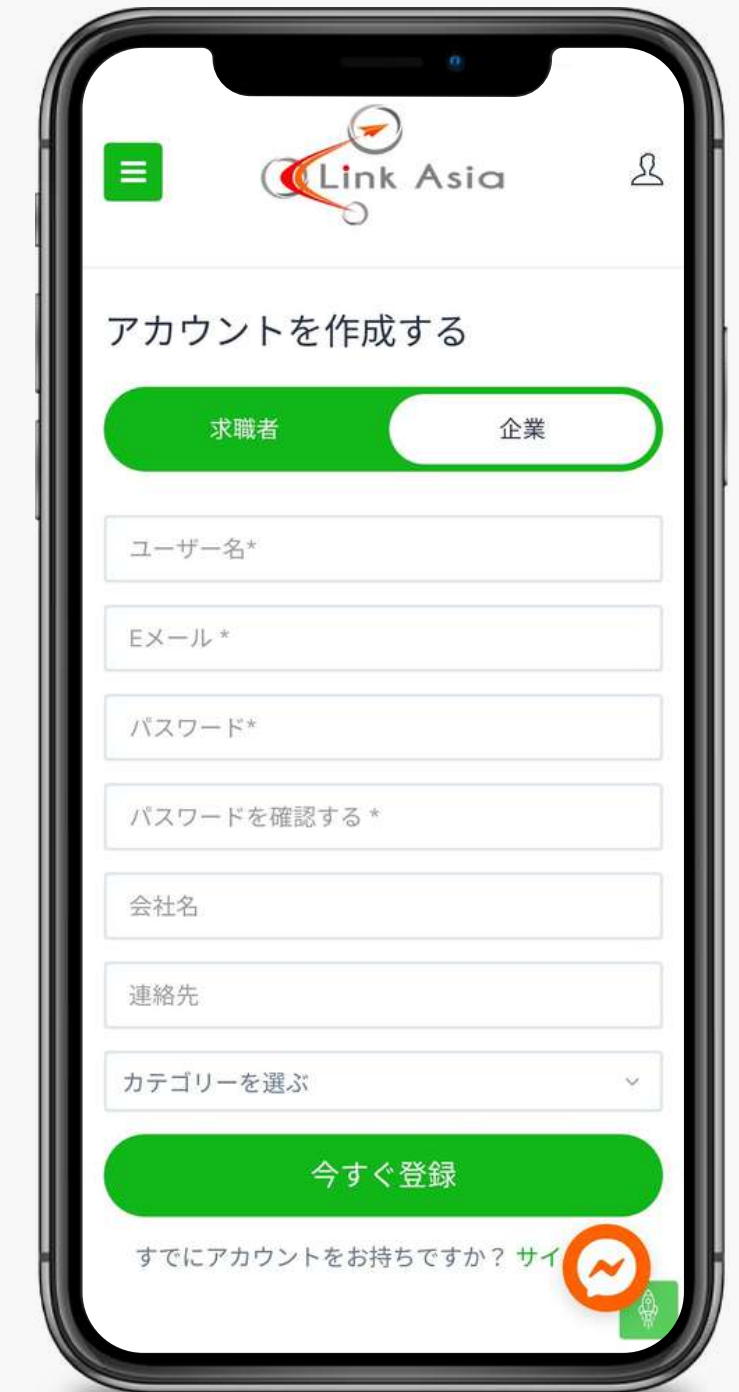 Link Asia
アカウントを作成する
求職者 企業
ユーザー名*
Eメール *
パスワード*
パスワードを確認する *
会社名
連絡先
カテゴリーを選ぶ
今すぐ登録
すでにアカウントをお持ちですか？ サイ